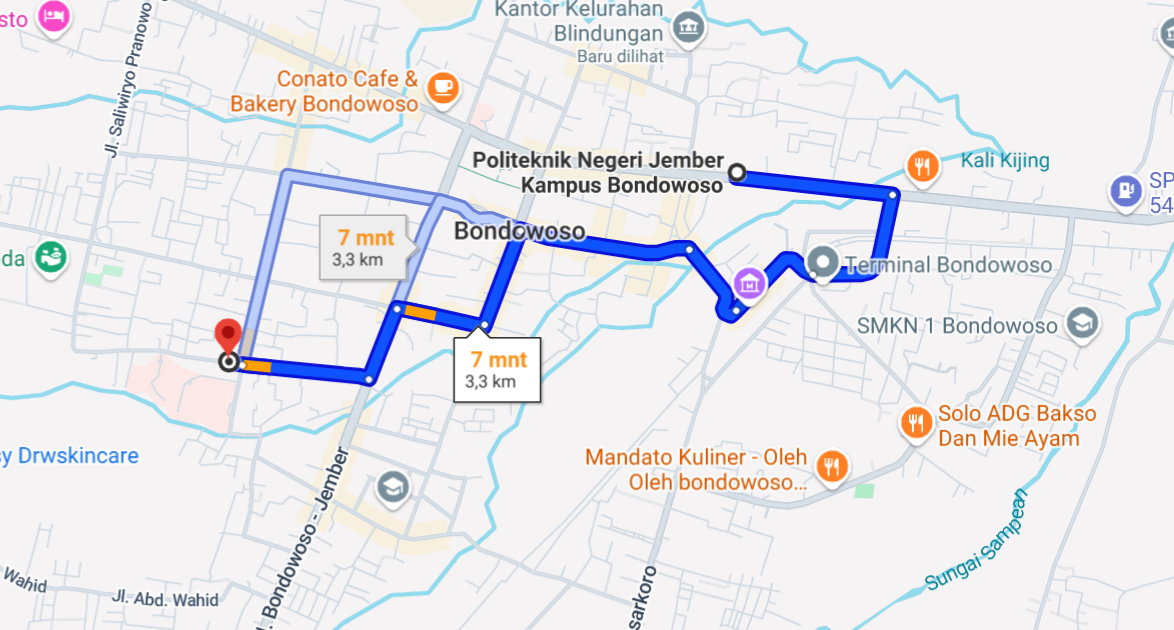 sto
Jl. Saliwiryo Pranowo
Kantor Kelurahan
Blindungan
Baru dilihat
Conato Cafe &
Bakery Bondowoso
Politeknik Negeri Jember
Kampus Bondowoso
Kali Kijing
SP
54
7 mnt
3,3 km
Bondowoso
nda
Terminal Bondowoso
SMKN 1 Bondowoso
7 mnt
3,3 km
Solo ADG Bakso
Dan Mie Ayam
sy Drwskincare
Mandato Kuliner - Oleh
Oleh bondowoso...
Jl. Bondowoso - Jember
Sungai Sampean
Wahid
Jl. Abd. Wahid
sarkoro